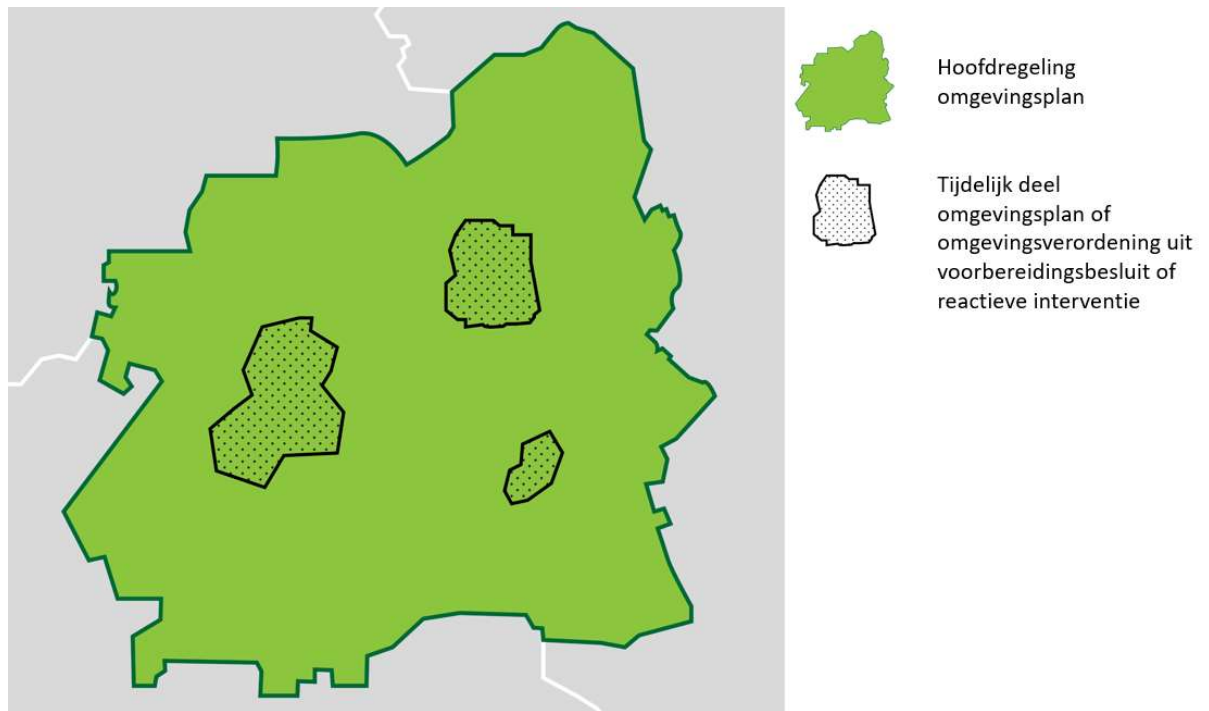 Hoofdregeling
omgevingsplan
Tijdelijk deel
omgevingsplan of
omgevingsverordening uit
voorbereidingsbesluit of
reactieve interventie